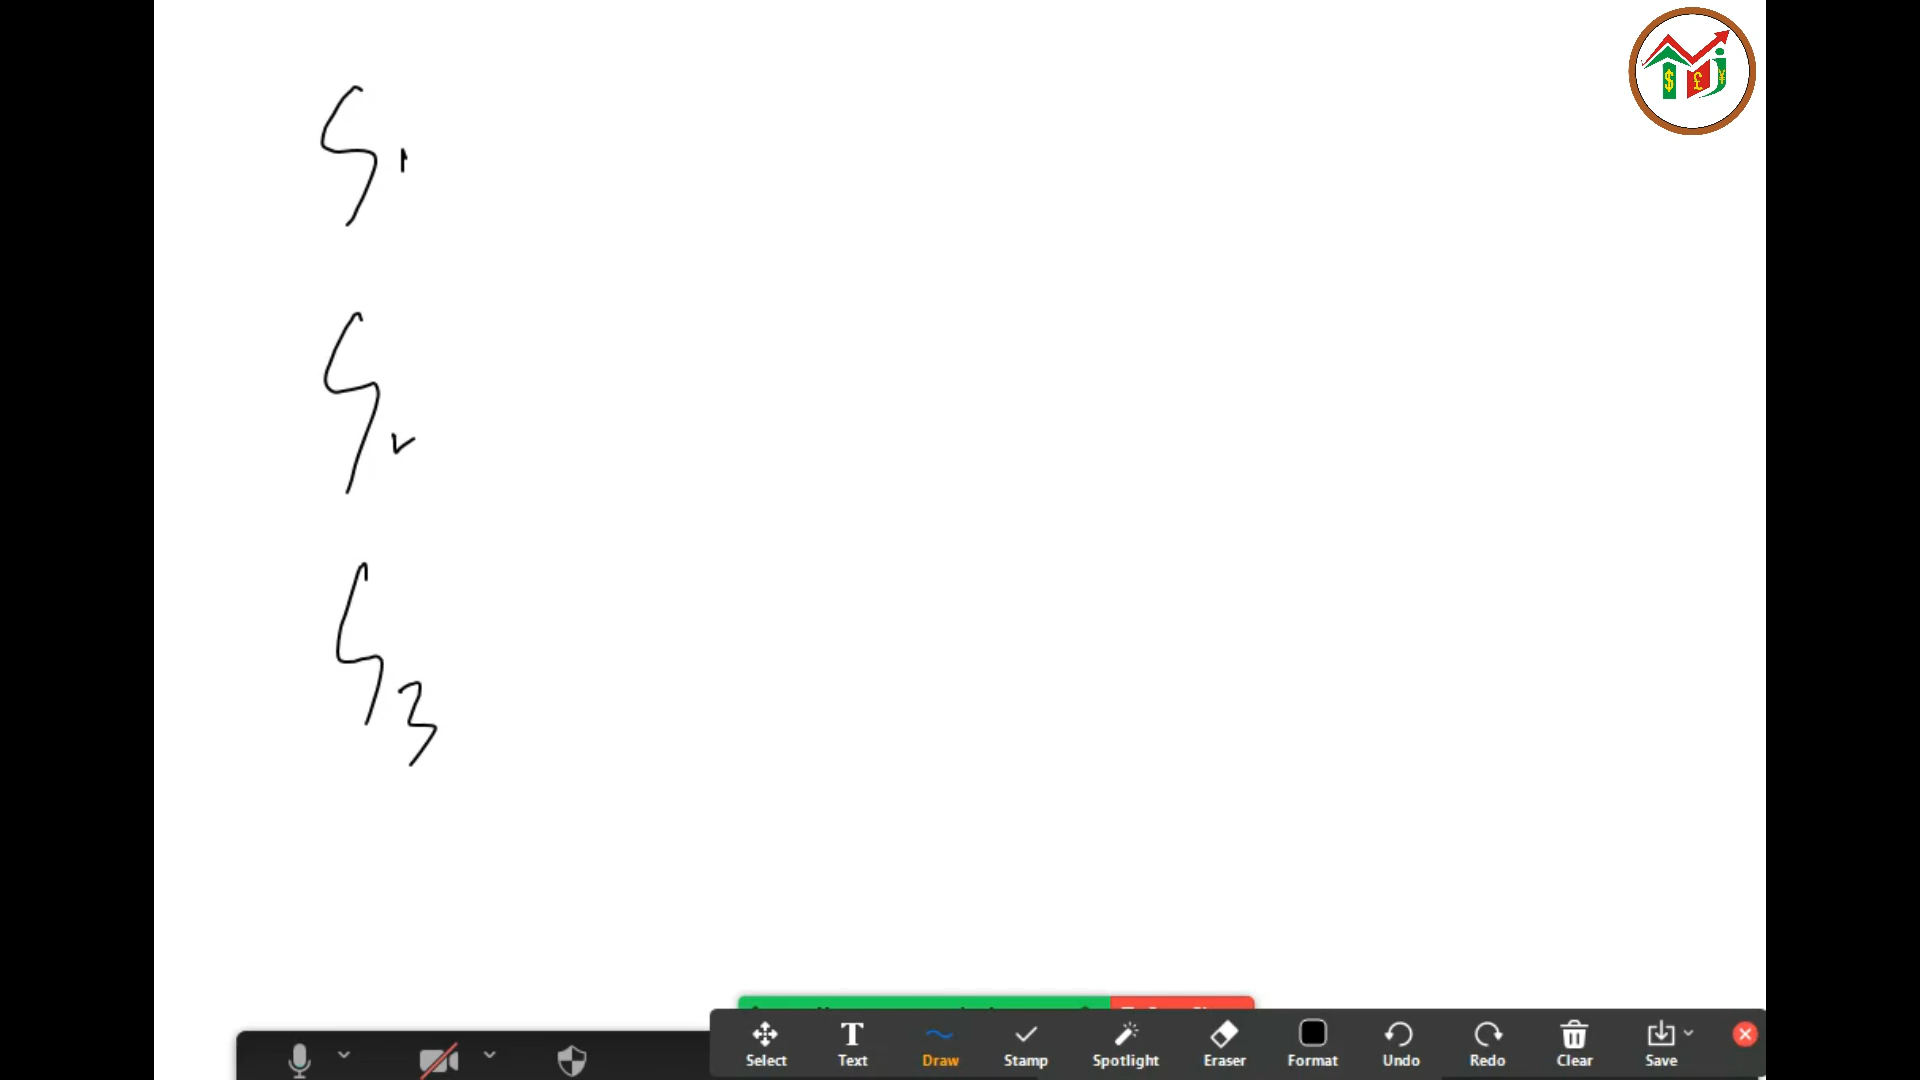 S1
S2
S3
Select Text Draw Stamp Spotlight Eraser Format Undo Redo Clear Save